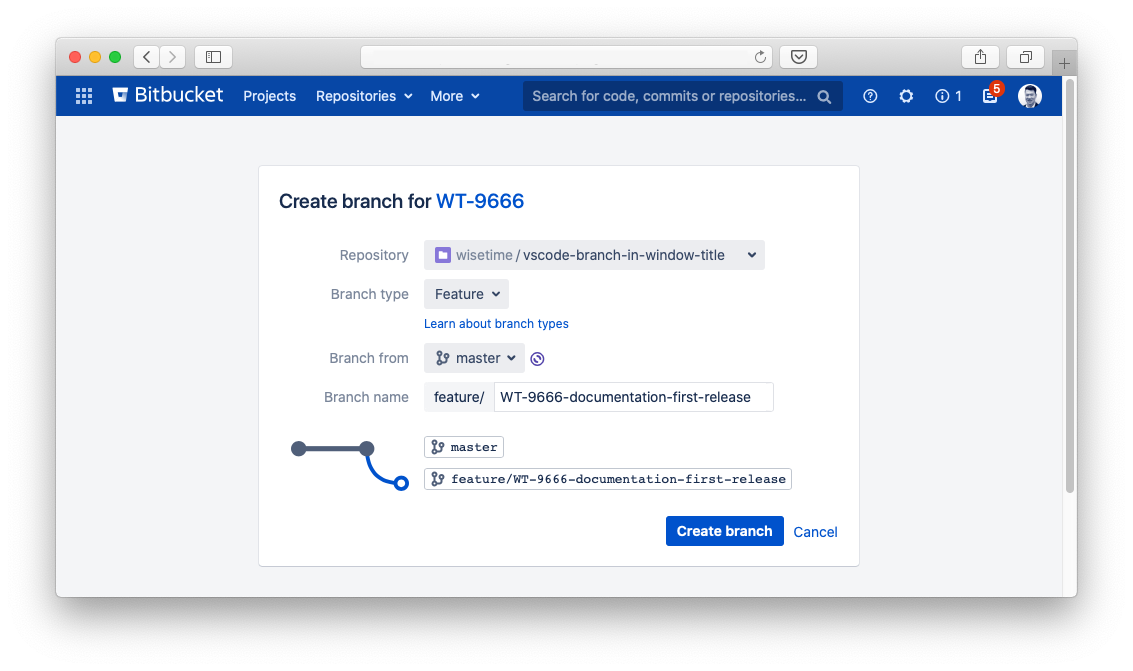 Bitbucket Projects Repositories More Search for code, commits or repositories... 1 5
Create branch for WT-9666
Repository wisetime / vscode-branch-in-window-title
Branch type Feature
Learn about branch types
Branch from master
Branch name feature/ WT-9666-documentation-first-release
master
feature/WT-9666-documentation-first-release
Create branch Cancel